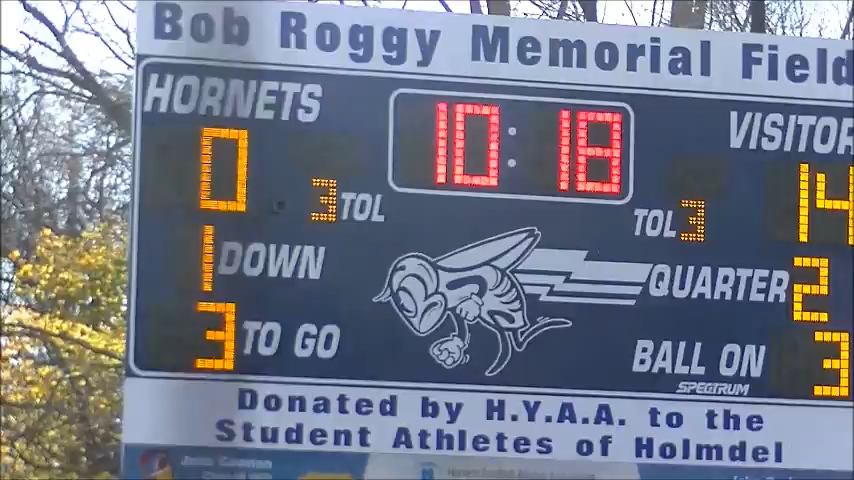 Bob Roggy Memorial Field
HORNETS 10:18 VISITOR
0 3 TOL TOL 3 14
1 DOWN QUARTER 2
3 TO GO BALL ON 3
SPECTRUM
Donated by H.Y.A.A. to the
Student Athletes of Holmdel